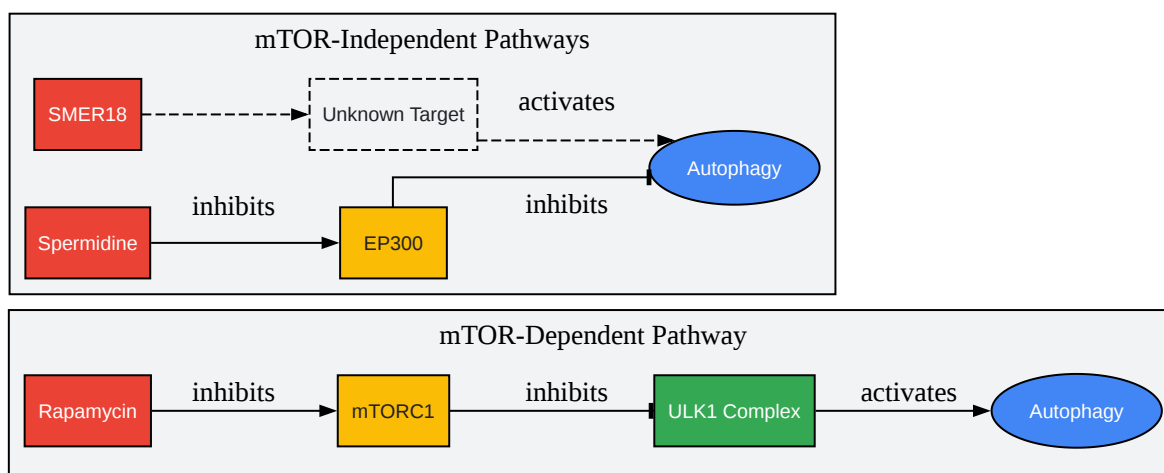 mTOR-Independent Pathways
SMER18
Unknown Target
activates
Autophagy
Spermidine
inhibits
EP300
inhibits
mTOR-Dependent Pathway
Rapamycin
inhibits
mTORC1
inhibits
ULK1 Complex
activates
Autophagy